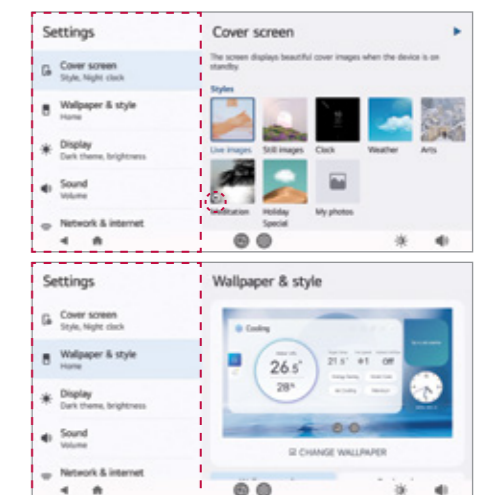 Settings
Cover screen
Style, Night clock
Wallpaper & style
Home
Display
Dark theme, brightness
Sound
Volume
Network & internet
Cover screen
The screen displays beautiful cover images when the device is on
standby.
Styles
Live images
Still images
Clock
Weather
Arts
Holiday
Special
My photos
Settings
Cover screen
Style, Night clock
Wallpaper & style
Home
Display
Dark theme, brightness
Sound
Volume
Network & internet
Wallpaper & style
Cooling
26.5°
28°
21.5°
Off
CHANGE WALLPAPER